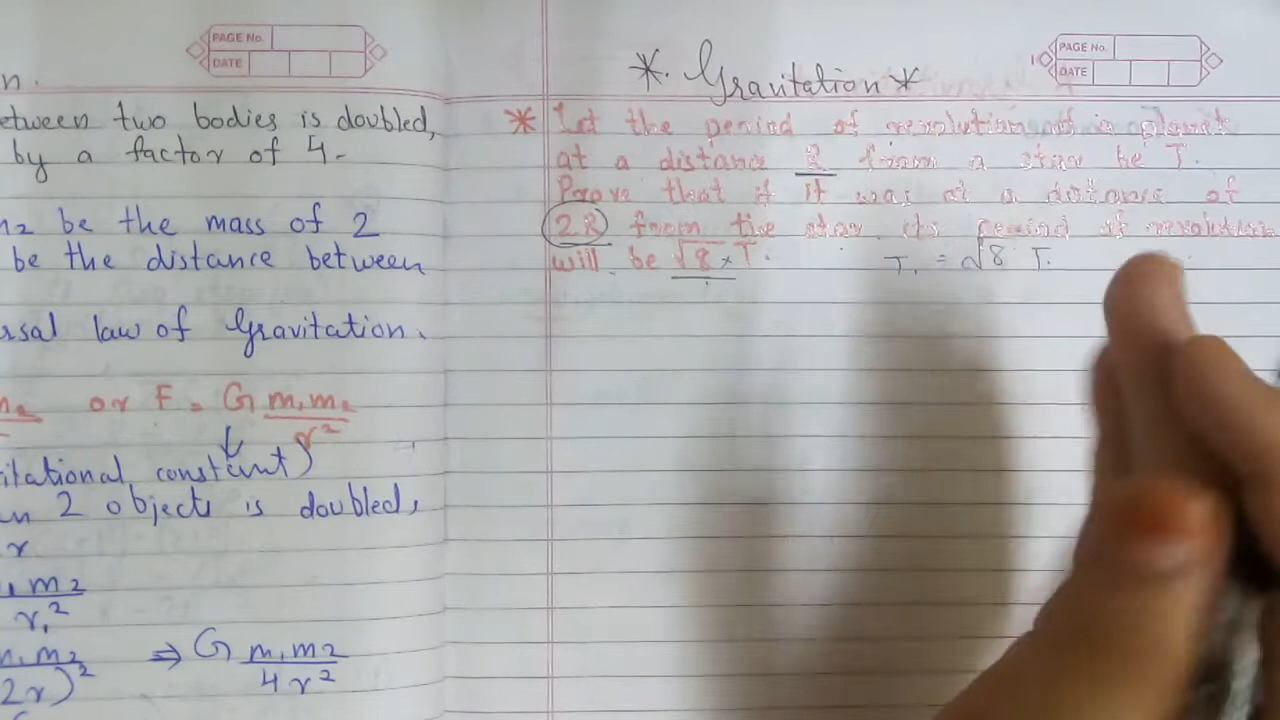 PAGE No.
DATE
n.
etween two bodies is doubled,
by a factor of 4.
m2 be the mass of 2
be the distance between
rsal law of Gravitation.
or F = G m1m2
r2
itational constant)
2 objects is doubled,
r
m2
r1 2
2r)2 ⇒ G m1m2
4r2
PAGE No.
DATE
*. Gravitation *
* Let the period of revolution of a planet
at a distance R from a star be T.
Prove that if it was at a distance of
2R from the star, its period of revolution
will be √8 × T.
T1 = √8 T.